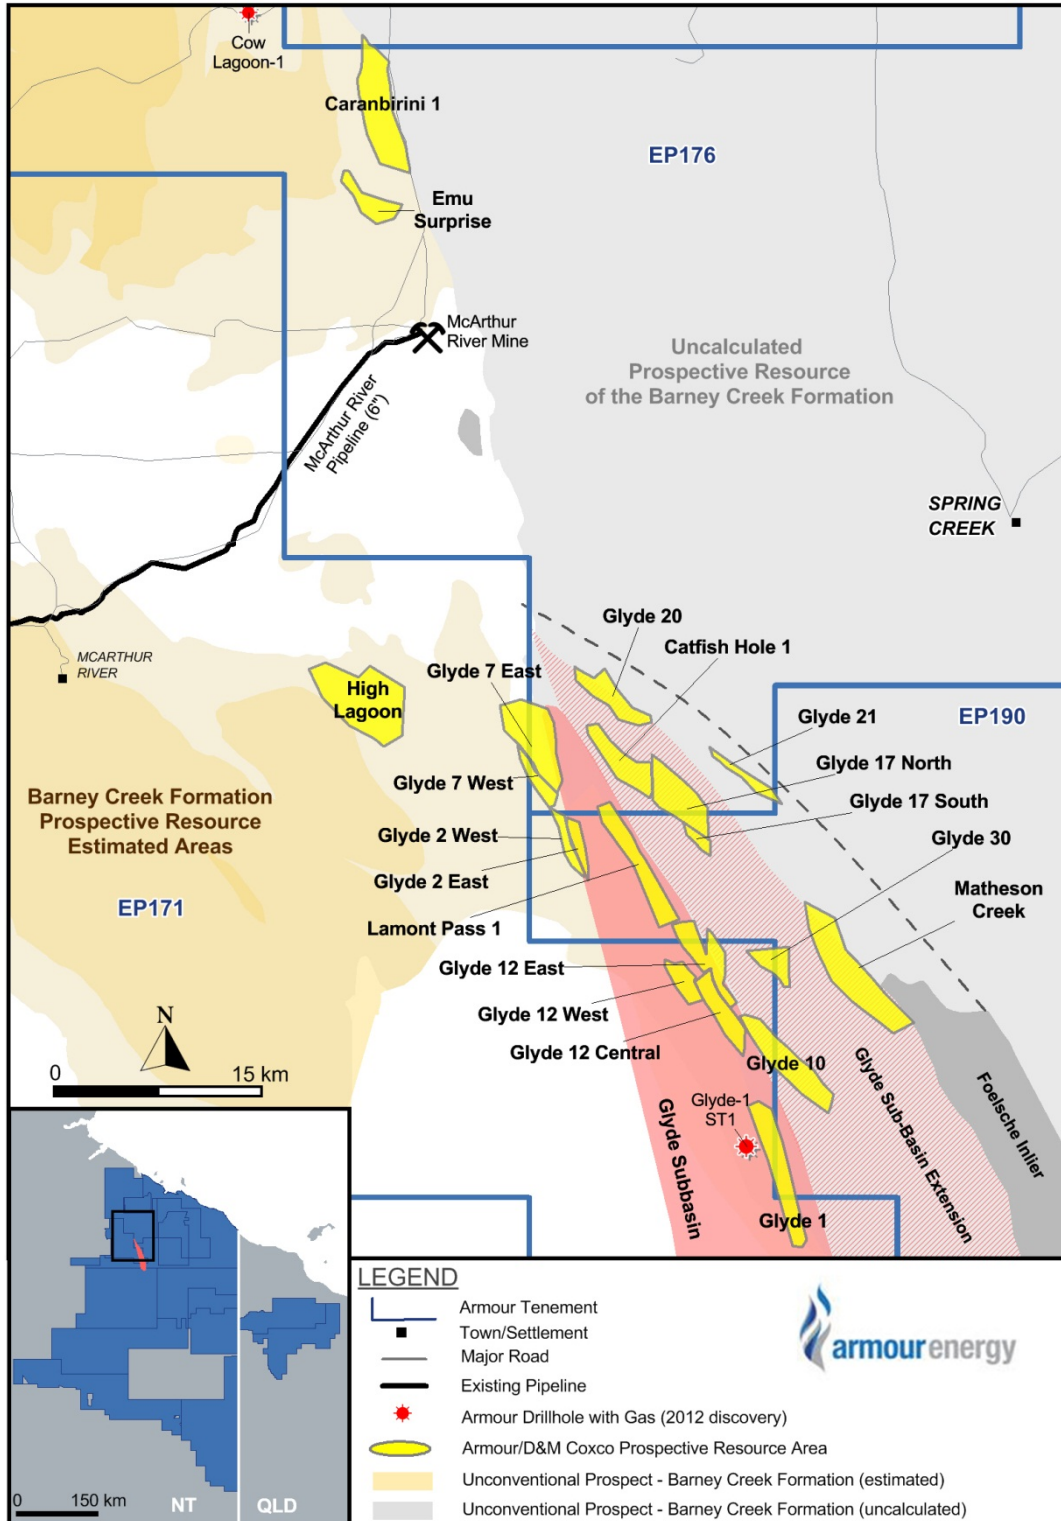 Cow
Lagoon-1
Caranbirini 1
EP176
Emu
Surprise
McArthur
River Mine
Uncalculated
Prospective Resource
of the Barney Creek Formation
McArthur River
Pipeline (6")
SPRING
CREEK
MCARTHUR
RIVER
Glyde 20
Catfish Hole 1
Glyde 7 East
High
Lagoon
EP190
Glyde 21
Glyde 17 North
Glyde 7 West
Glyde 17 South
Barney Creek Formation
Prospective Resource
Estimated Areas
Glyde 2 West
Glyde 30
Glyde 2 East
Matheson
Creek
EP171
Lamont Pass 1
Glyde 12 East
Glyde 12 West
Glyde 12 Central
N
0 15 km
Glyde 10
Glyde-1
ST1
Glyde Subbasin
Glyde Sub-Basin Extension
Foelsche Inlier
Glyde 1
0 150 km
NT
QLD
LEGEND
Armour Tenement
Town/Settlement
Major Road
Existing Pipeline
Armour Drillhole with Gas (2012 discovery)
Armour/D&M Coxco Prospective Resource Area
Unconventional Prospect - Barney Creek Formation (estimated)
Unconventional Prospect - Barney Creek Formation (uncalculated)
armourenergy